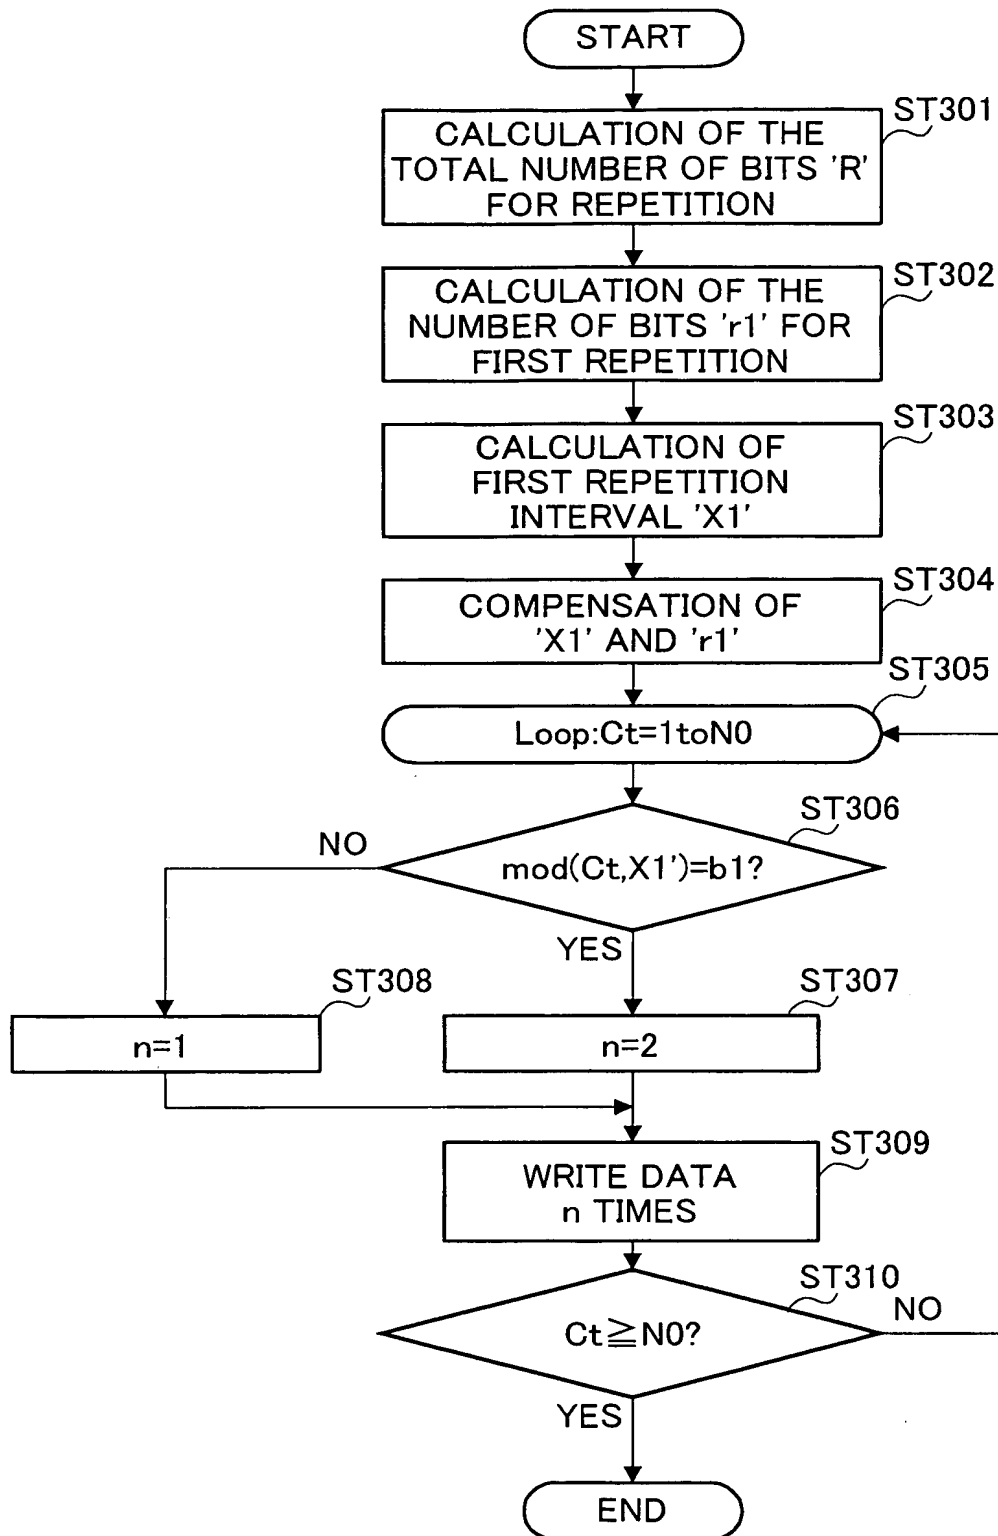 START
ST301
CALCULATION OF THE
TOTAL NUMBER OF BITS 'R'
FOR REPETITION
ST302
CALCULATION OF THE
NUMBER OF BITS 'r1' FOR
FIRST REPETITION
ST303
CALCULATION OF
FIRST REPETITION
INTERVAL 'X1'
ST304
COMPENSATION OF
'X1' AND 'r1'
ST305
Loop:Ct=1toN0
ST306
NO
mod(Ct,X1')=b1?
YES
ST308
ST307
n=1
n=2
ST309
WRITE DATA
n TIMES
ST310
NO
Ct≧N0?
YES
END